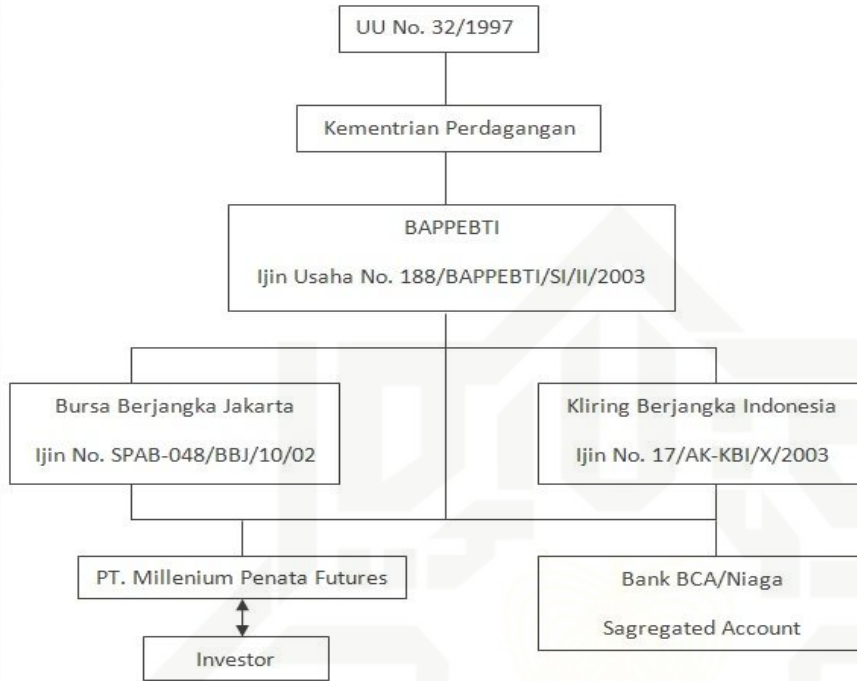 UU No. 32/1997
Kementrian Perdagangan
BAPPEBTI
Ijin Usaha No. 188/BAPPEBTI/SI/II/2003
Bursa Berjangka Jakarta
Ijin No. SPAB-048/BBJ/10/02
Kliring Berjangka Indonesia
Ijin No. 17/AK-KBI/X/2003
PT. Millenium Penata Futures
Bank BCA/Niaga
Sagregated Account
Investor